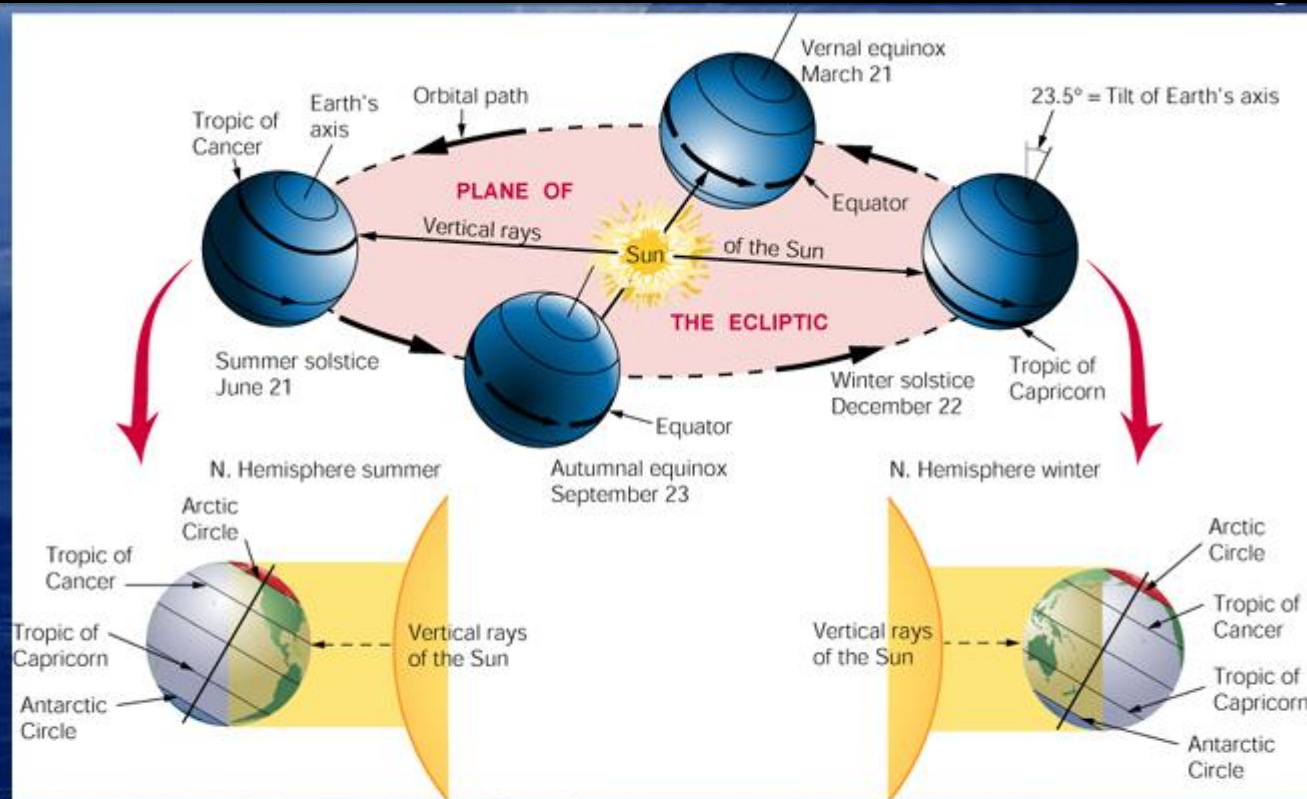 Vernal equinox
March 21
Earth's
axis
Orbital path
23.5° = Tilt of Earth's axis
Tropic of
Cancer
PLANE OF
Equator
Vertical rays
Sun
of the Sun
THE ECLIPTIC
Summer solstice
June 21
Winter solstice
December 22
Tropic of
Capricorn
Equator
N. Hemisphere summer
Autumnal equinox
September 23
N. Hemisphere winter
Arctic
Circle
Tropic of
Cancer
Tropic of
Capricorn
Antarctic
Circle
Vertical rays
of the Sun
Vertical rays
of the Sun
Arctic
Circle
Tropic of
Cancer
Tropic of
Capricorn
Antarctic
Circle